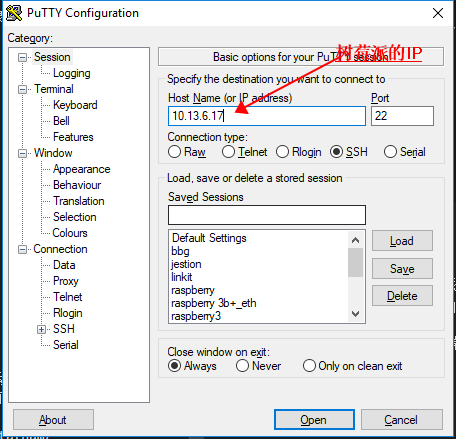 PuTTY Configuration
Category:
Session
Logging
Terminal
Keyboard
Bell
Features
Window
Appearance
Behaviour
Translation
Selection
Colours
Connection
Data
Proxy
Telnet
Rlogin
SSH
Serial
Basic options for your PuTTY session
树莓派的IP
Specify the destination you want to connect to
Host Name (or IP address)
Port
10.13.6.17
22
Connection type:
Raw
Telnet
Rlogin
SSH
Serial
Load, save or delete a stored session
Saved Sessions
Default Settings
bbg
jestion
linkit
raspberry
raspberry 3b+_eth
raspberry3
Load
Save
Delete
Close window on exit:
Always
Never
Only on clean exit
About
Open
Cancel